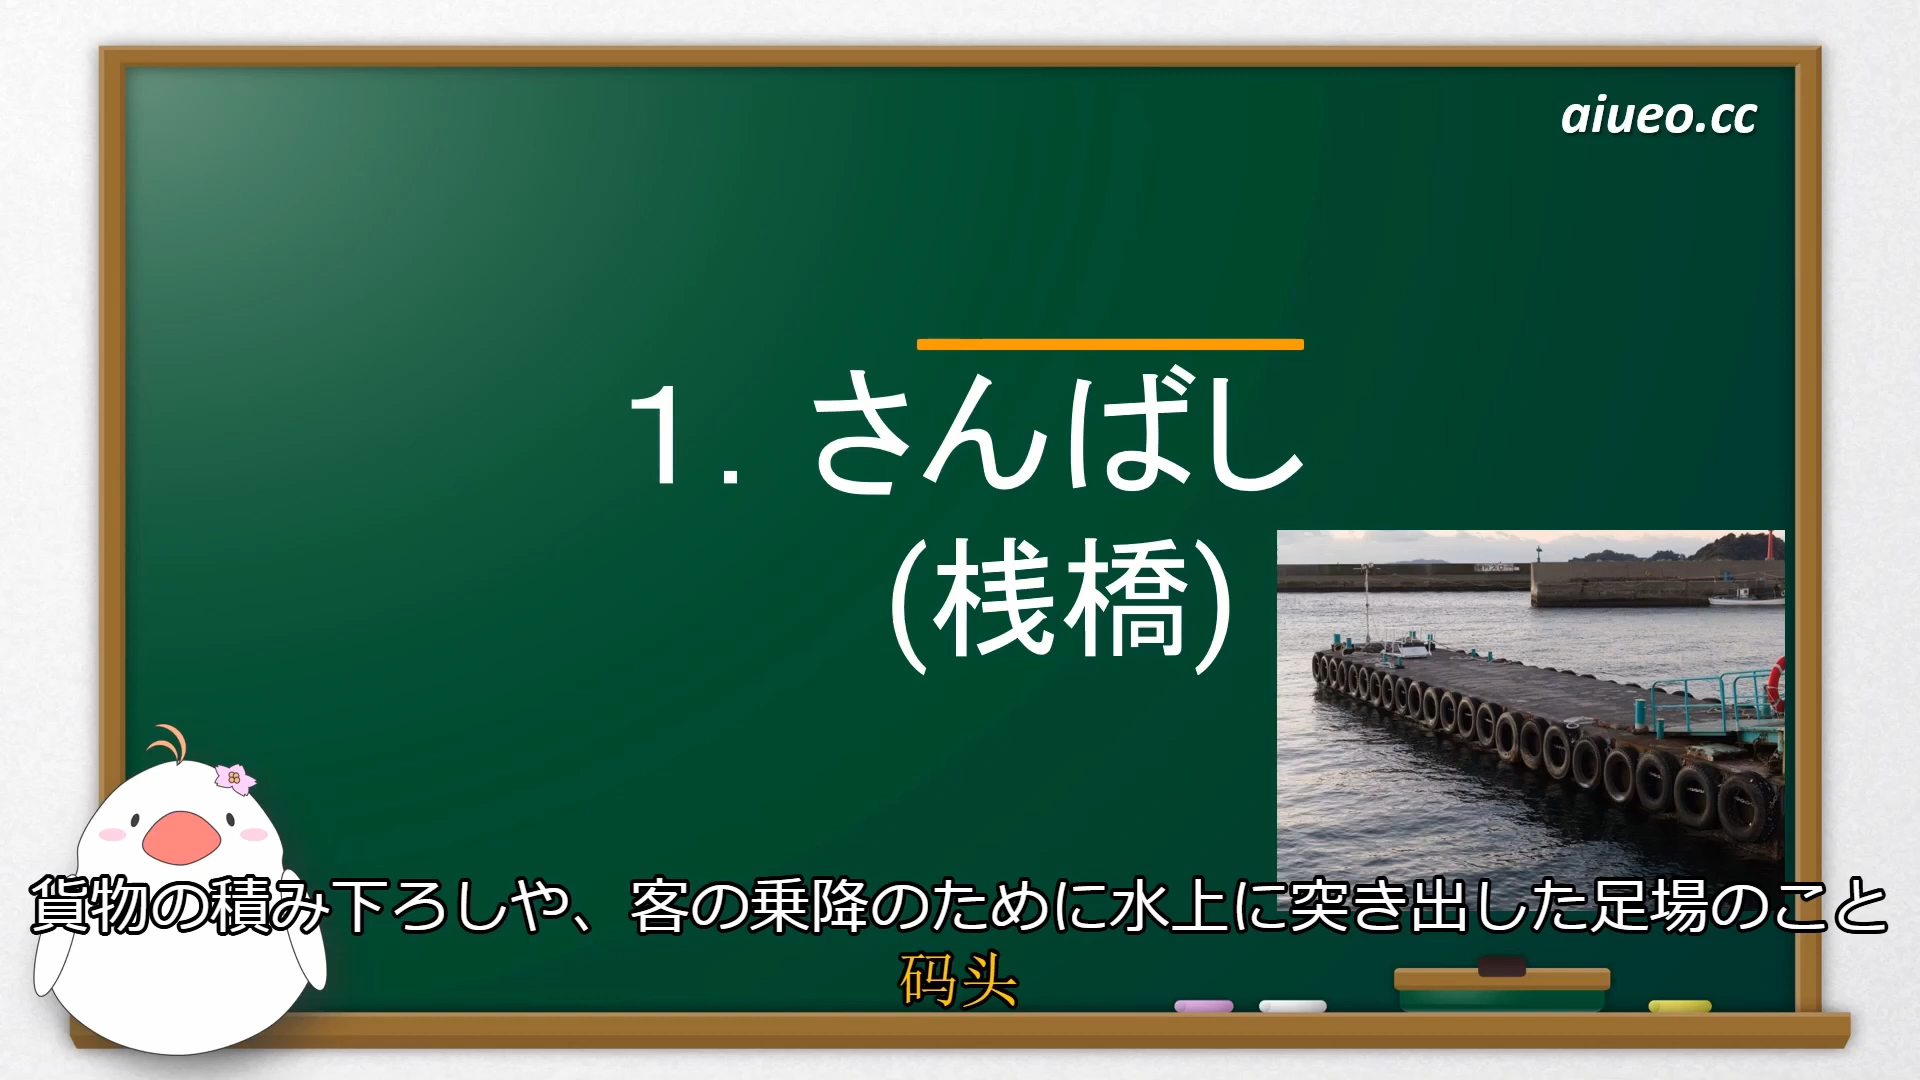 aiueo.cc
1. さんばし
(桟橋)
貨物の積み下ろしや、客の乗降のために水上に突き出した足場のこと
码头